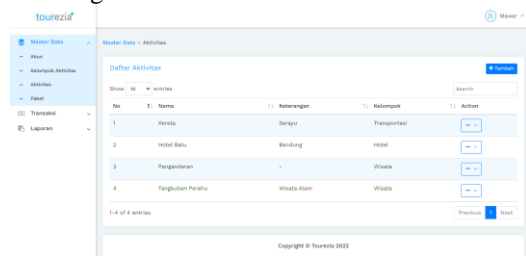 tourezia
Mawar
Master Data
Akun
Kelompok Aktivitas
Aktivitas
Paket
Transaksi
Laporan
Master Data > Aktivitas
Daftar Aktivitas
+ Tambah
Show 10 entries
Search
No Nama Keterangan Kelompok Action
1 Kereta Serayu Transportasi
2 Hotel Batu Bandung Hotel
3 Pangandaran - Wisata
4 Tangkuban Perahu Wisata Alam Wisata
1-4 of 4 entries
Previous 1 Next
Copyright © Tourezia 2022